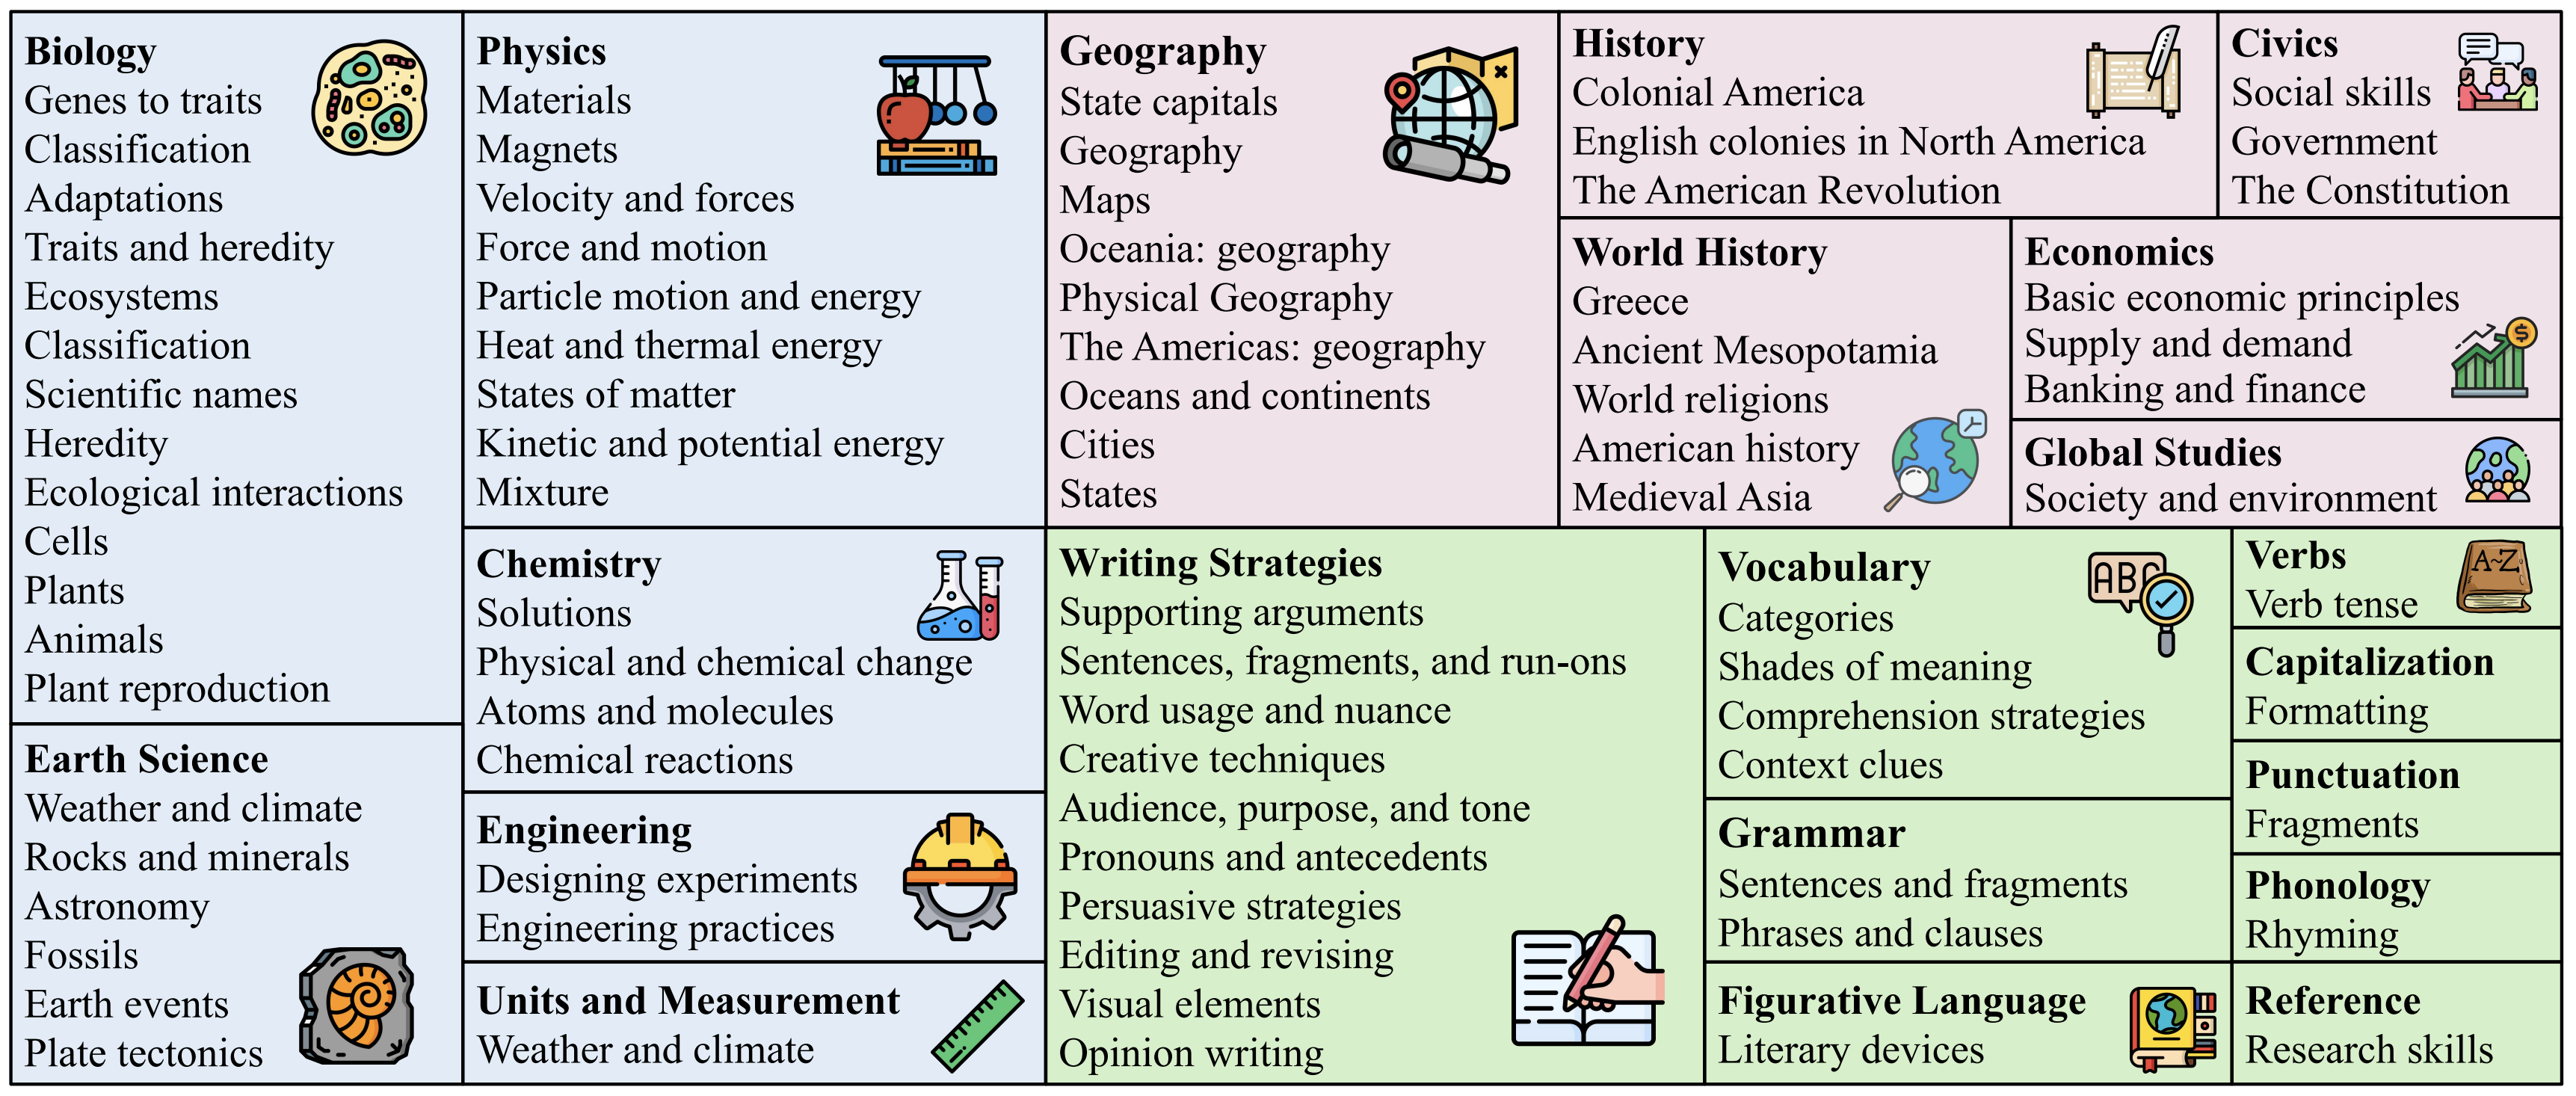 Biology
Genes to traits
Classification
Adaptations
Traits and heredity
Ecosystems
Classification
Scientific names
Heredity
Ecological interactions
Cells
Plants
Animals
Plant reproduction
Earth Science
Weather and climate
Rocks and minerals
Astronomy
Fossils
Earth events
Plate tectonics
Physics
Materials
Magnets
Velocity and forces
Force and motion
Particle motion and energy
Heat and thermal energy
States of matter
Kinetic and potential energy
Mixture
Chemistry
Solutions
Physical and chemical change
Atoms and molecules
Chemical reactions
Engineering
Designing experiments
Engineering practices
Units and Measurement
Weather and climate
Geography
State capitals
Geography
Maps
Oceania: geography
Physical Geography
The Americas: geography
Oceans and continents
Cities
States
History
Colonial America
English colonies in North America
The American Revolution
Civics
Social skills
Government
The Constitution
World History
Greece
Ancient Mesopotamia
World religions
American history
Medieval Asia
Economics
Basic economic principles
Supply and demand
Banking and finance
$
Global Studies
Society and environment
Writing Strategies
Supporting arguments
Sentences, fragments, and run-ons
Word usage and nuance
Creative techniques
Audience, purpose, and tone
Pronouns and antecedents
Persuasive strategies
Editing and revising
Visual elements
Opinion writing
Vocabulary
ABC
Categories
Shades of meaning
Comprehension strategies
Context clues
Grammar
Sentences and fragments
Phrases and clauses
Figurative Language
Literary devices
Verbs
A~Z
Verb tense
Capitalization
Formatting
Punctuation
Fragments
Phonology
Rhyming
Reference
Research skills